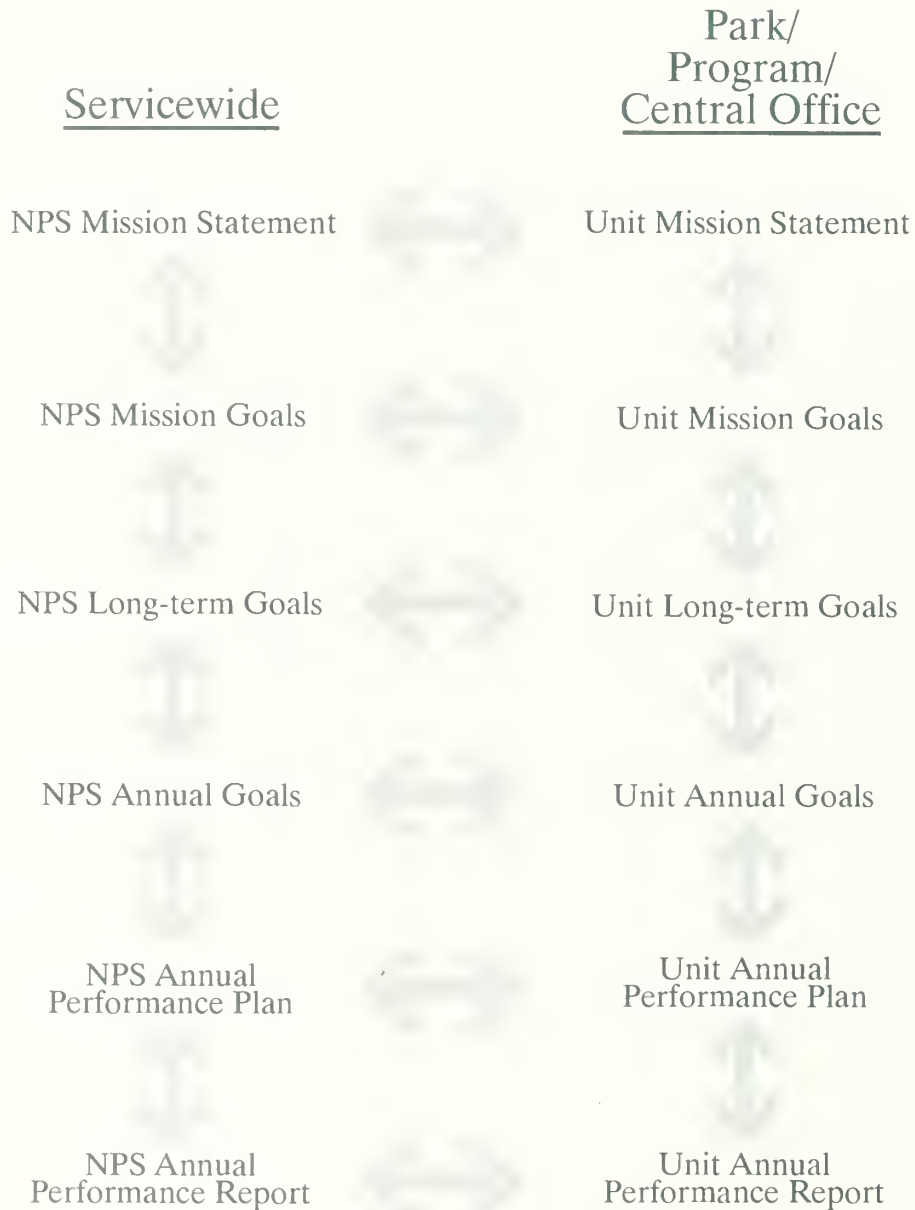 Servicewide
Park/
Program/
Central Office
NPS Mission Statement
Unit Mission Statement
NPS Mission Goals
Unit Mission Goals
NPS Long-term Goals
Unit Long-term Goals
NPS Annual Goals
Unit Annual Goals
NPS Annual
Performance Plan
Unit Annual
Performance Plan
NPS Annual
Performance Report
Unit Annual
Performance Report